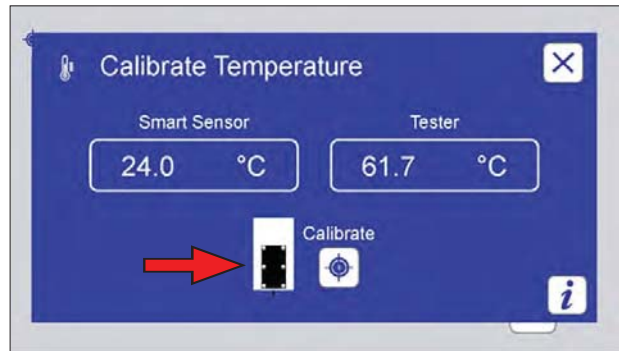 Calibrate Temperature
Smart Sensor
Tester
24.0 °C
61.7 °C
Calibrate
i